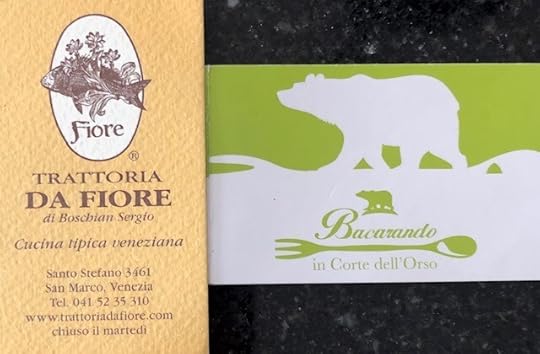 Fiore
®
TRATTORIA
DA FIORE
di Boschian Sergio
Cucina tipica veneziana
Santo Stefano 3461
San Marco, Venezia
Tel. 041 52 35 310
www.trattoriadafiore.com
chiuso il martedì
Bacarando
in Corte dell'Orso